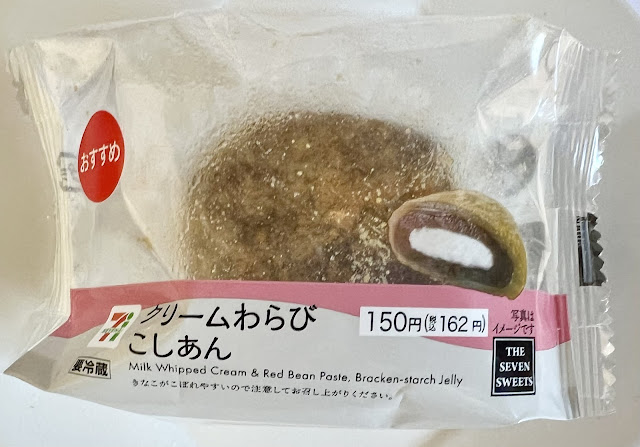 おすすめ
クリームわらび
こしあん
150円(税込162円)
写真は
イメージです
要冷蔵
Milk Whipped Cream & Red Bean Paste, Bracken-starch Jelly
きなこがこぼれやすいので注意してお召し上がりください。
THE
SEVEN
SWEETS